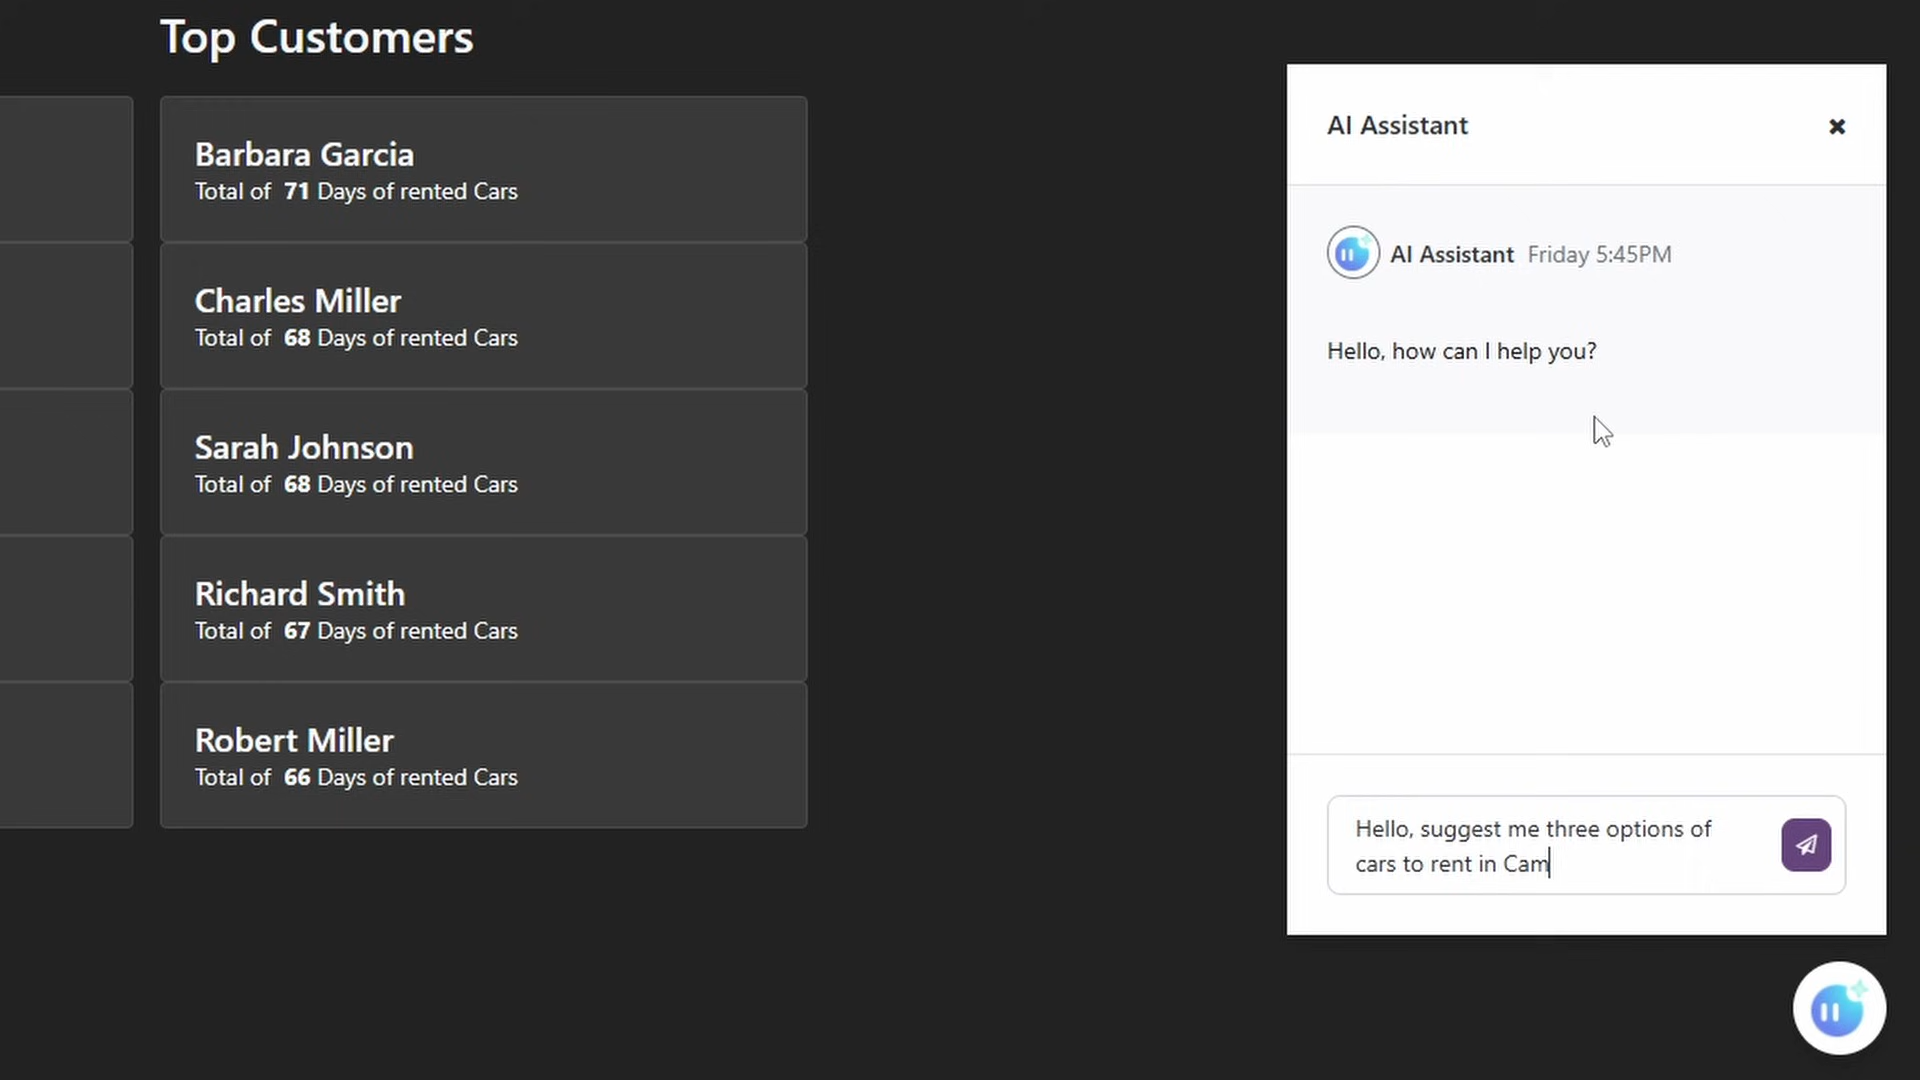 Top Customers
Barbara Garcia
Total of 71 Days of rented Cars
Charles Miller
Total of 68 Days of rented Cars
Sarah Johnson
Total of 68 Days of rented Cars
Richard Smith
Total of 67 Days of rented Cars
Robert Miller
Total of 66 Days of rented Cars
AI Assistant
AI Assistant Friday 5:45PM
Hello, how can I help you?
Hello, suggest me three options of
cars to rent in Cam